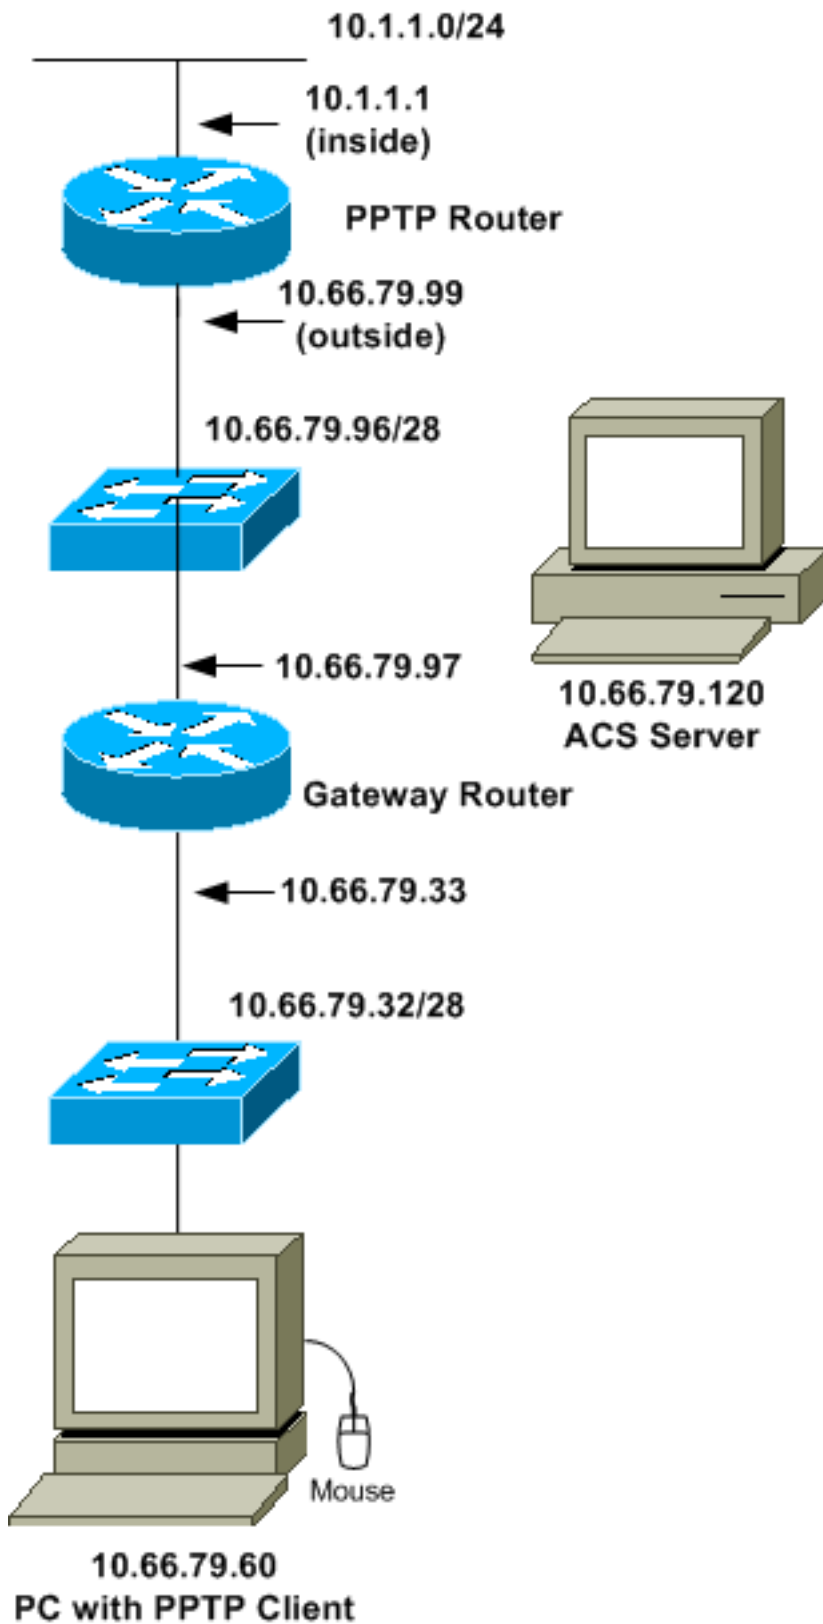 10.1.1.0/24
10.1.1.1
(inside)
PPTP Router
10.66.79.99
(outside)
10.66.79.96/28
10.66.79.97
10.66.79.120
ACS Server
Gateway Router
10.66.79.33
10.66.79.32/28
Mouse
10.66.79.60
PC with PPTP Client